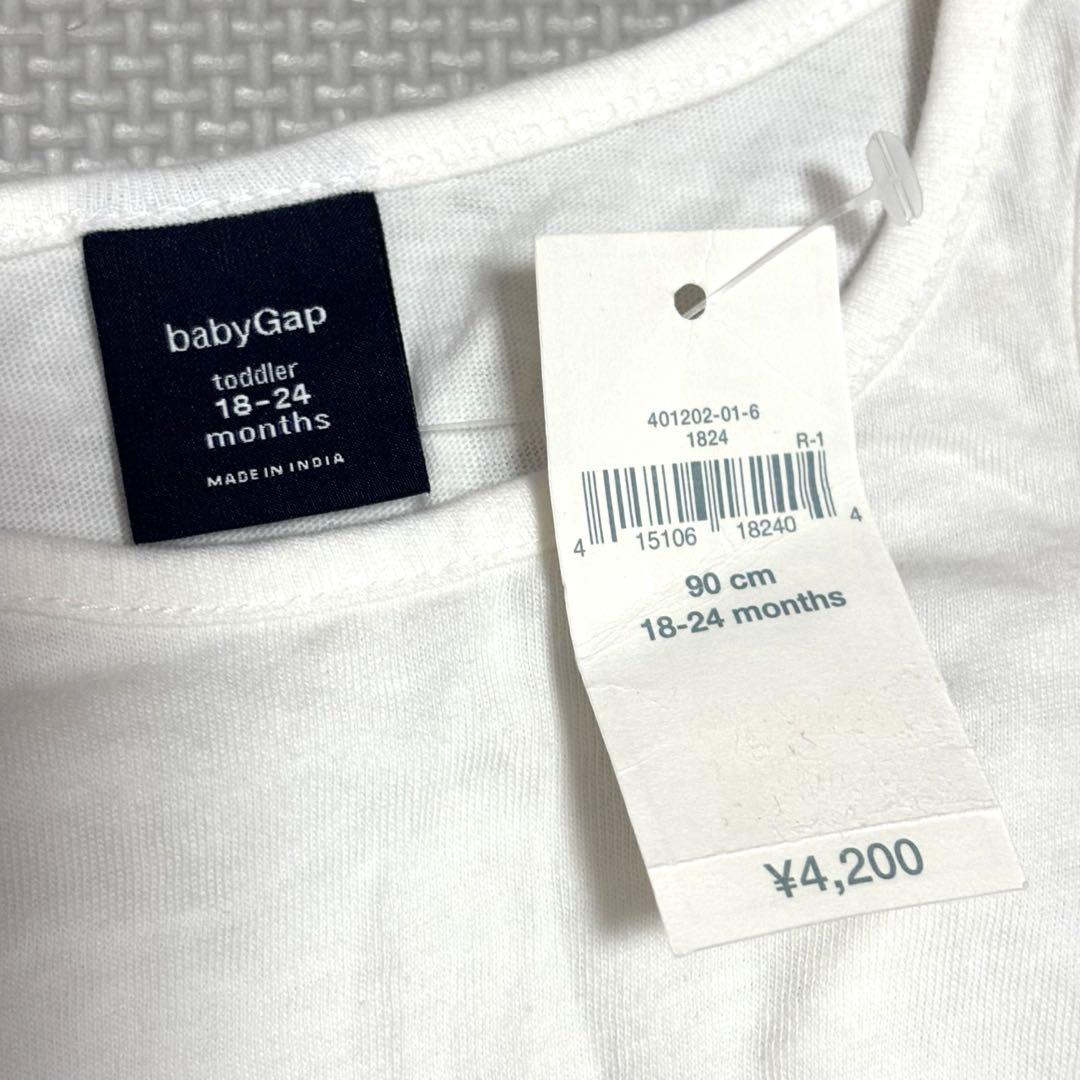 babyGap
toddler
18-24
months
MADE IN INDIA
401202-01-6
1824
R-1
4 15106 18240 4
90 cm
18-24 months
¥4,200